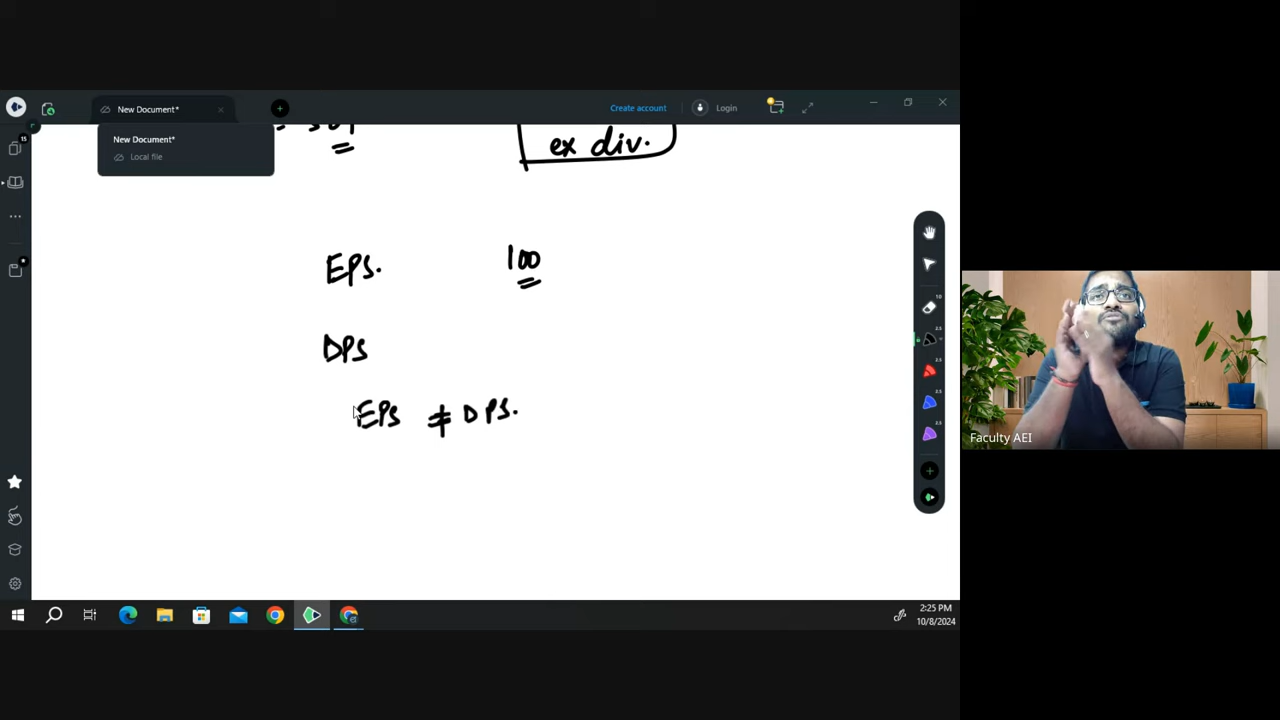 New Document*
Create account
Login
New Document*
Local file
15
ex div.
EPS. 100
DPS
EPS ≠ DPS.
Faculty AEI
2:25 PM
10/8/2024